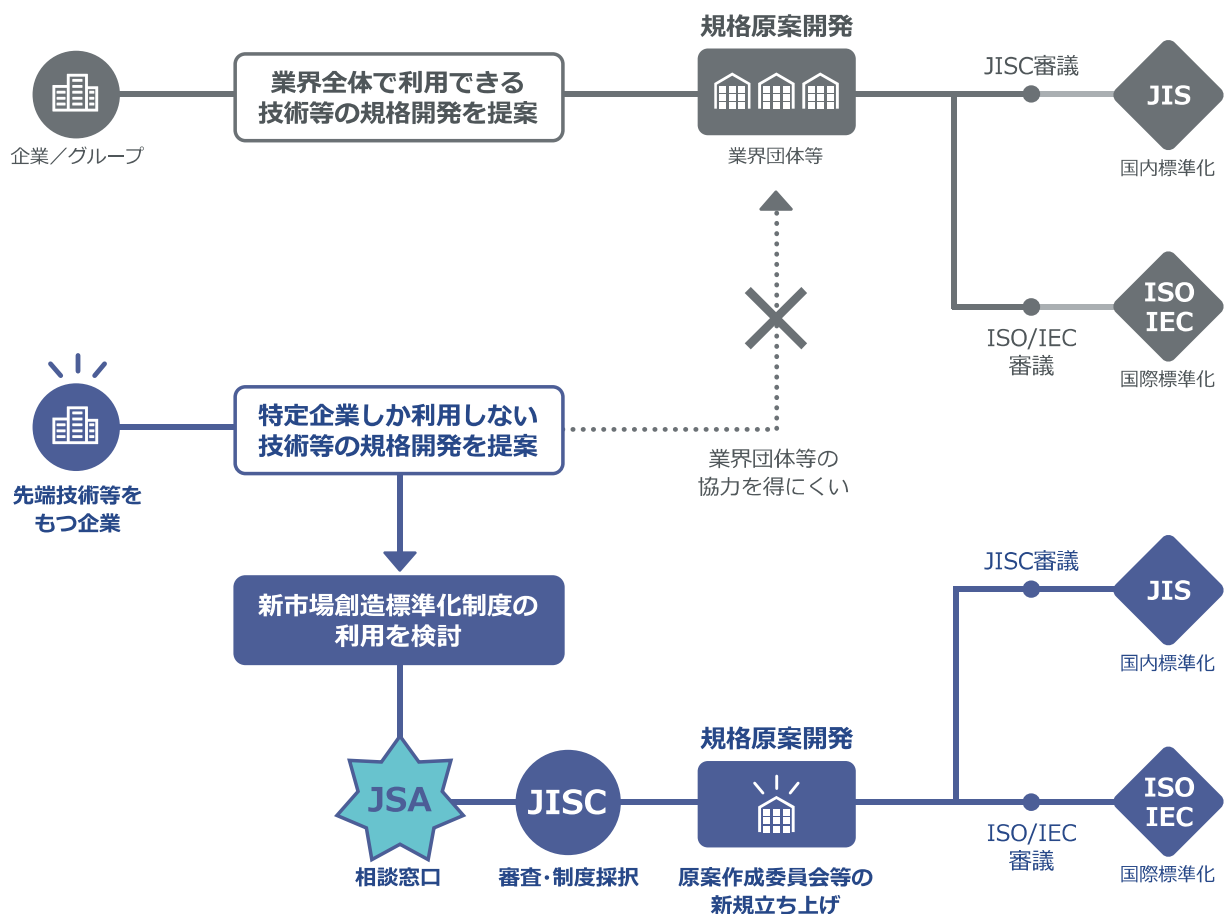 企業／グループ
業界全体で利用できる
技術等の規格開発を提案
規格原案開発
業界団体等
JISC審議
JIS
国内標準化
ISO
IEC
ISO/IEC
審議
国際標準化
先端技術等を
もつ企業
特定企業しか利用しない
技術等の規格開発を提案
業界団体等の
協力を得にくい
新市場創造標準化制度の
利用を検討
JSA
相談窓口
JISC
審査・制度採択
規格原案開発
原案作成委員会等の
新規立ち上げ
JISC審議
JIS
国内標準化
ISO
IEC
ISO/IEC
審議
国際標準化